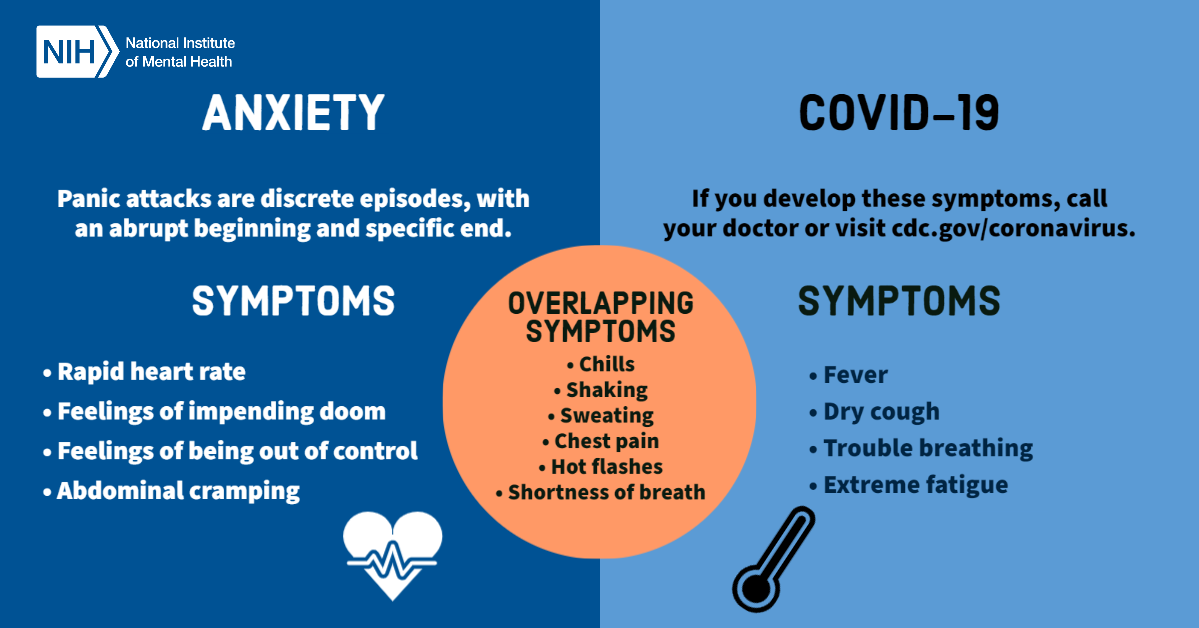 NIH National Institute
of Mental Health
ANXIETY
Panic attacks are discrete episodes, with
an abrupt beginning and specific end.
SYMPTOMS
• Rapid heart rate
• Feelings of impending doom
• Feelings of being out of control
• Abdominal cramping
OVERLAPPING
SYMPTOMS
• Chills
• Shaking
• Sweating
• Chest pain
• Hot flashes
• Shortness of breath
COVID-19
If you develop these symptoms, call
your doctor or visit cdc.gov/coronavirus.
SYMPTOMS
• Fever
• Dry cough
• Trouble breathing
• Extreme fatigue